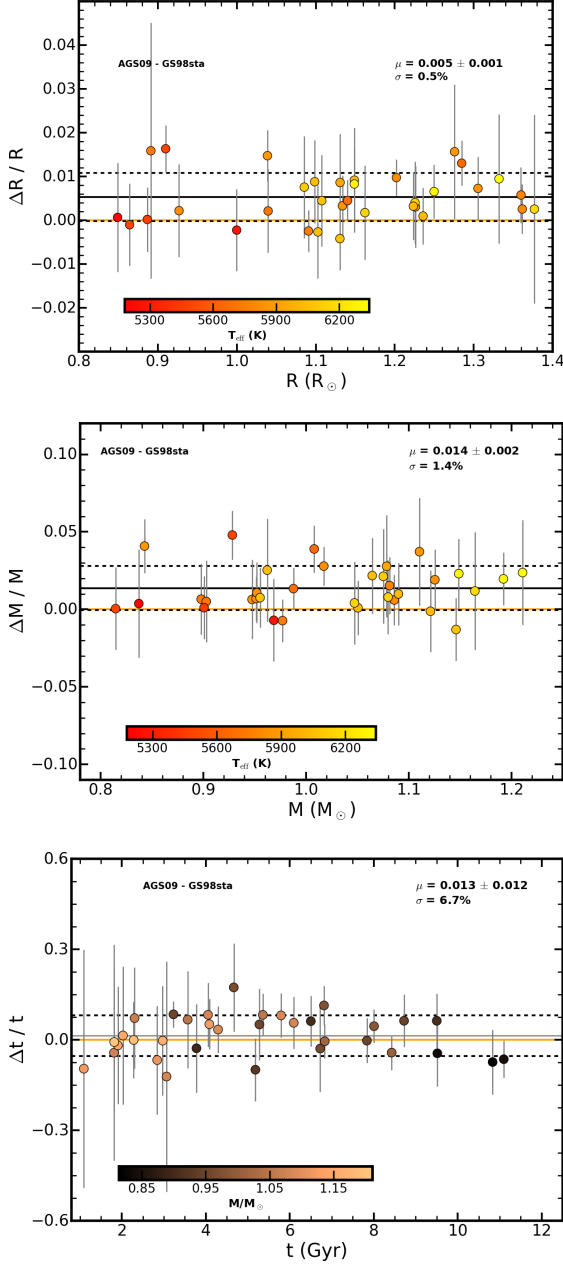 AGS09 - GS98sta
μ = 0.005 ± 0.001
σ = 0.5%
ΔR / R
0.04
0.03
0.02
0.01
0.00
−0.01
−0.02
5300 5600 5900 6200
Teff (K)
0.8 0.9 1.0 1.1 1.2 1.3 1.4
R (R☉)
AGS09 - GS98sta
μ = 0.014 ± 0.002
σ = 1.4%
ΔM / M
0.10
0.05
0.00
−0.05
−0.10
5300 5600 5900 6200
Teff (K)
0.8 0.9 1.0 1.1 1.2
M (M☉)
AGS09 - GS98sta
μ = 0.013 ± 0.012
σ = 6.7%
Δt / t
0.6
0.3
0.0
−0.3
−0.6
0.85 0.95 1.05 1.15
M/M☉
2 4 6 8 10 12
t (Gyr)